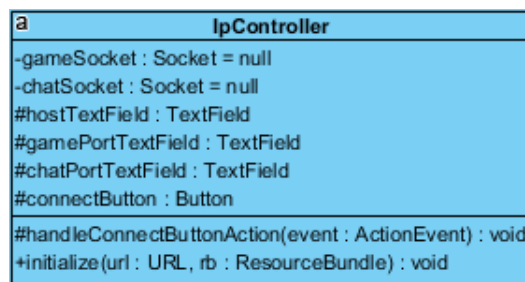 a
IpController
-gameSocket : Socket = null
-chatSocket : Socket = null
#hostTextField : TextField
#gamePortTextField : TextField
#chatPortTextField : TextField
#connectButton : Button
#handleConnectButtonAction(event : ActionEvent) : void
+initialize(url : URL, rb : ResourceBundle) : void